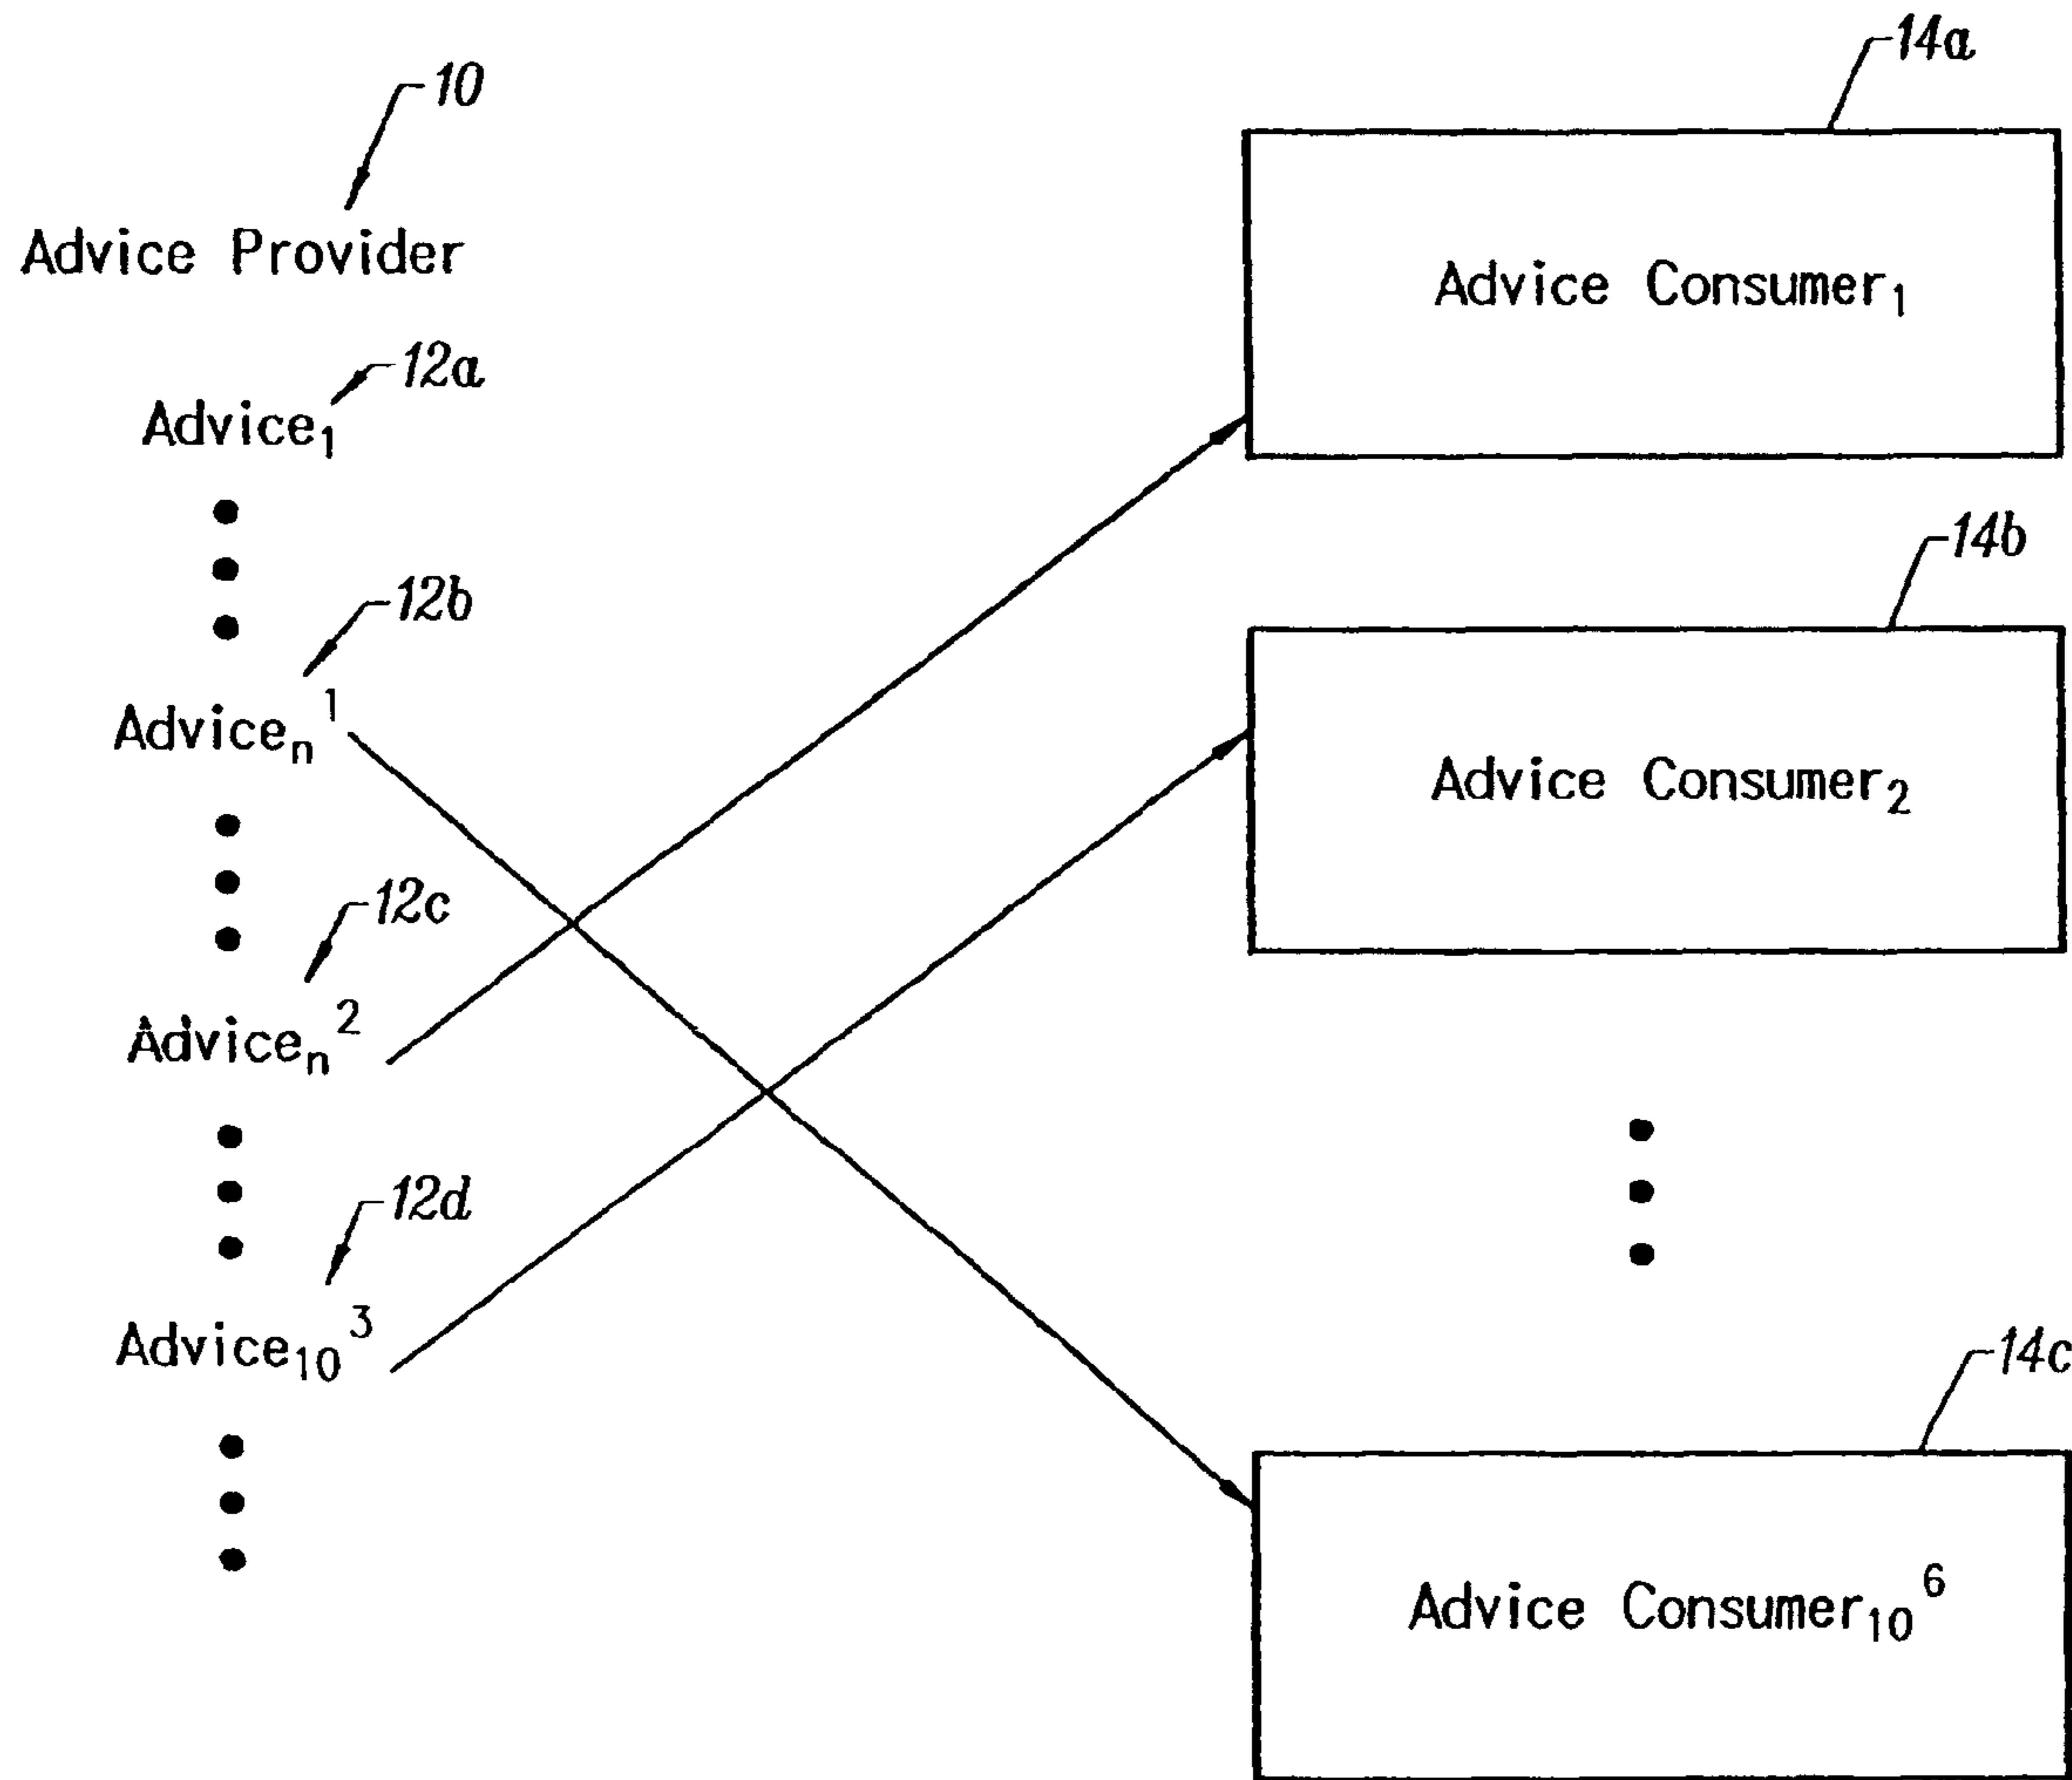 10
Advice Provider
12a
Advice₁
12b
Adviceₙ¹
12c
Adviceₙ²
12d
Advice₁₀³
14a
Advice Consumer₁
14b
Advice Consumer₂
14c
Advice Consumer₁₀⁶